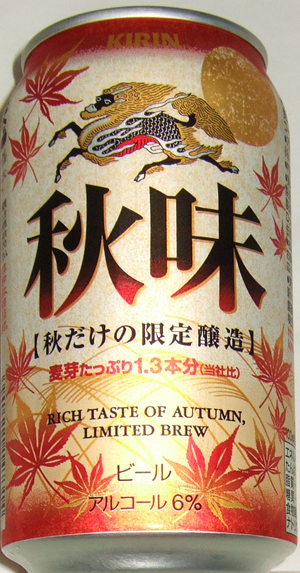 KIRIN
秋味
【秋だけの限定醸造】
麦芽たっぷり1.3本分(当社比)
RICH TASTE OF AUTUMN,
LIMITED BREW
ビール
アルコール 6%